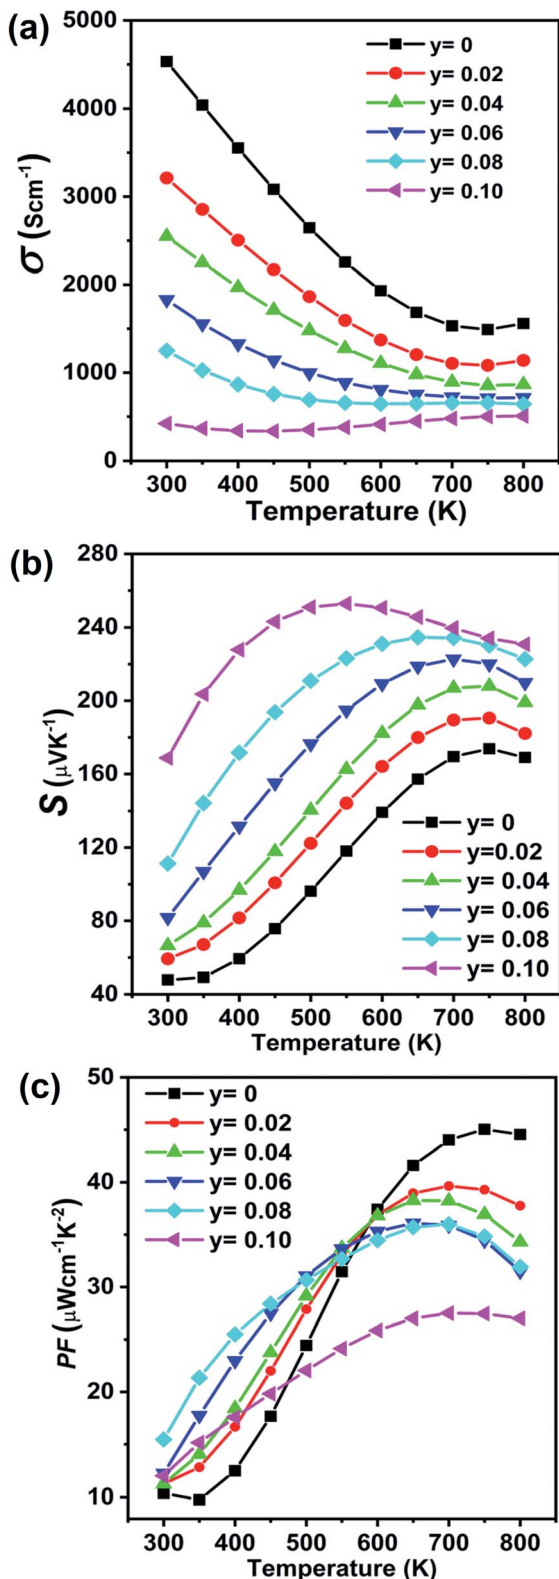 (a)
y= 0
y= 0.02
y= 0.04
y= 0.06
y= 0.08
y= 0.10
5000
4000
3000
2000
1000
0
σ (Scm⁻¹)
300 400 500 600 700 800
Temperature (K)
(b)
280
240
200
160
120
80
40
S (μVK⁻¹)
y= 0
y=0.02
y= 0.04
y= 0.06
y= 0.08
y= 0.10
300 400 500 600 700 800
Temperature (K)
(c)
50
40
30
20
10
PF (μWcm⁻¹K⁻²)
y= 0
y= 0.02
y= 0.04
y= 0.06
y= 0.08
y= 0.10
300 400 500 600 700 800
Temperature (K)